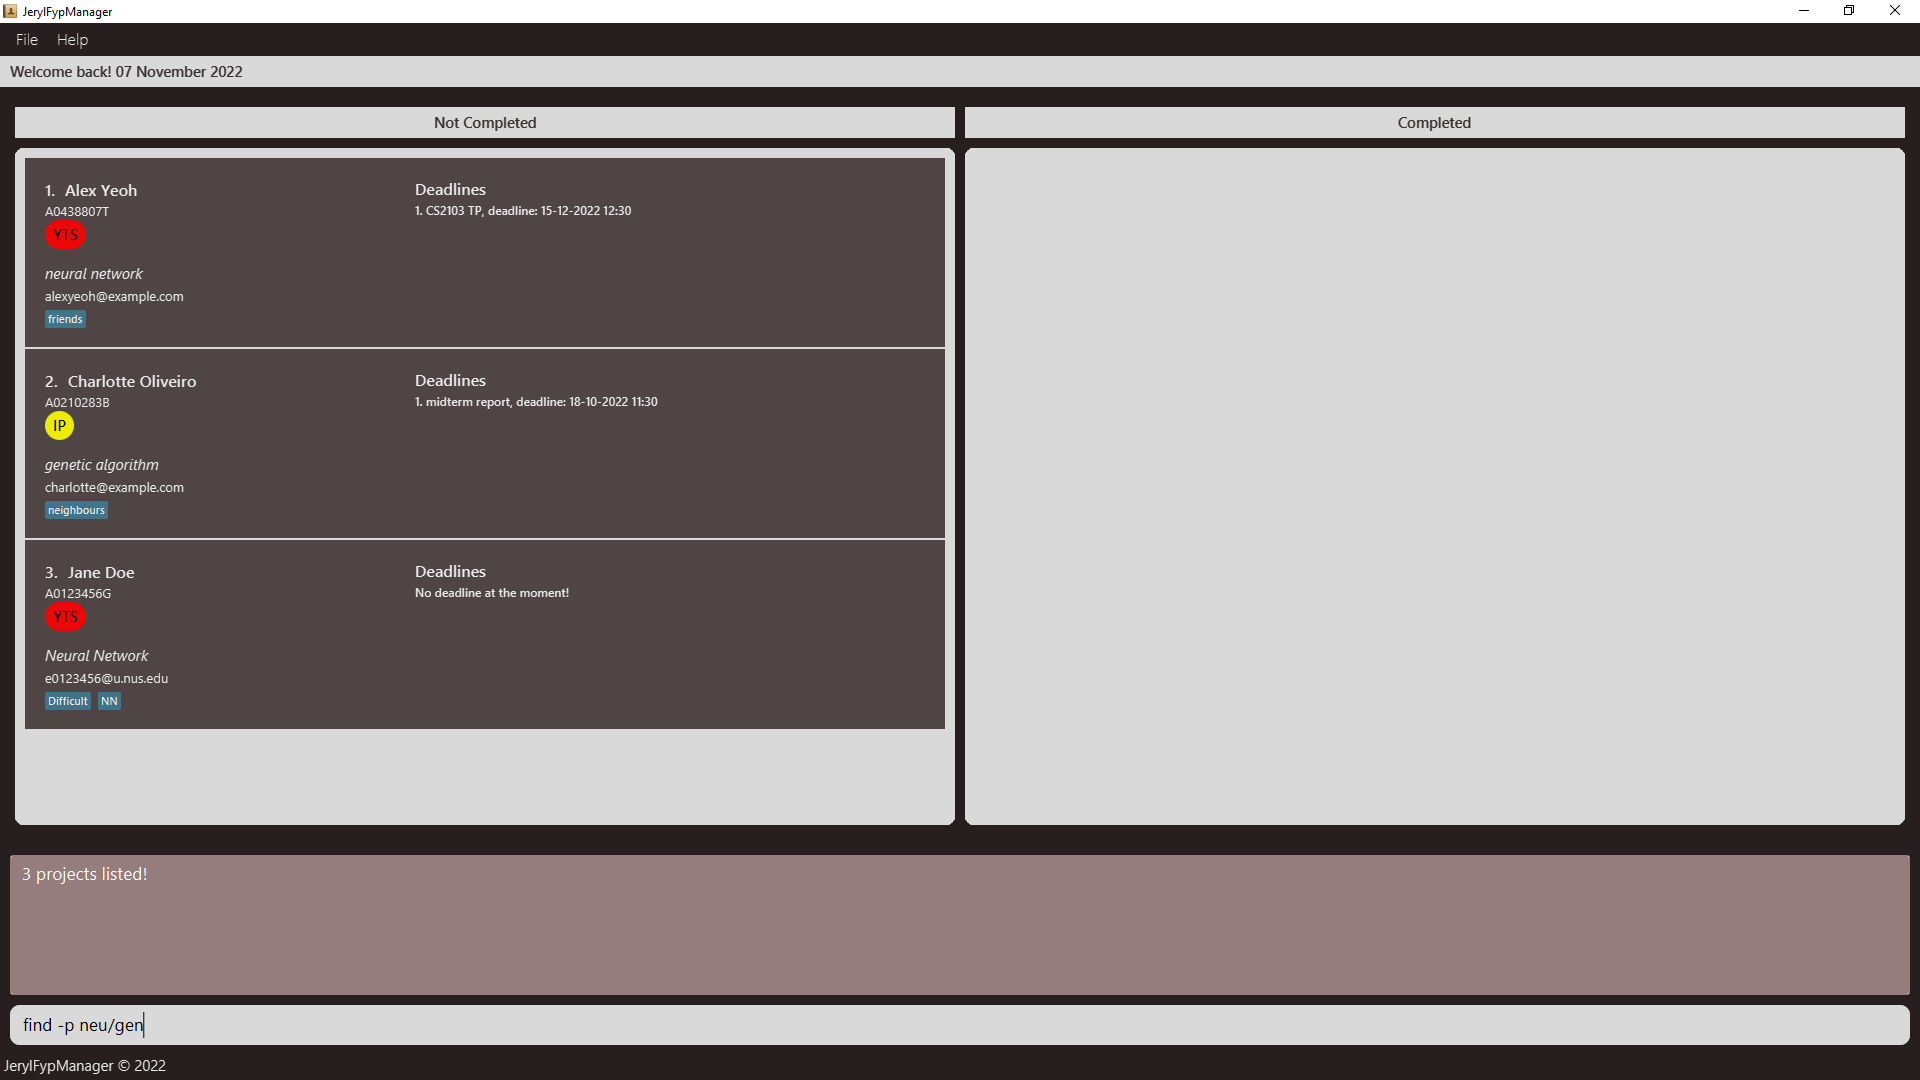 JerylFypManager
File Help
Welcome back! 07 November 2022
Not Completed
Completed
1. Alex Yeoh
A0438807T
YTS
neural network
alexyeoh@example.com
friends
Deadlines
1. CS2103 TP, deadline: 15-12-2022 12:30
2. Charlotte Oliveiro
A0210283B
IP
genetic algorithm
charlotte@example.com
neighbours
Deadlines
1. midterm report, deadline: 18-10-2022 11:30
3. Jane Doe
A0123456G
YTS
Neural Network
e0123456@u.nus.edu
Difficult NN
Deadlines
No deadline at the moment!
3 projects listed!
find -p neu/gen
JerylFypManager © 2022